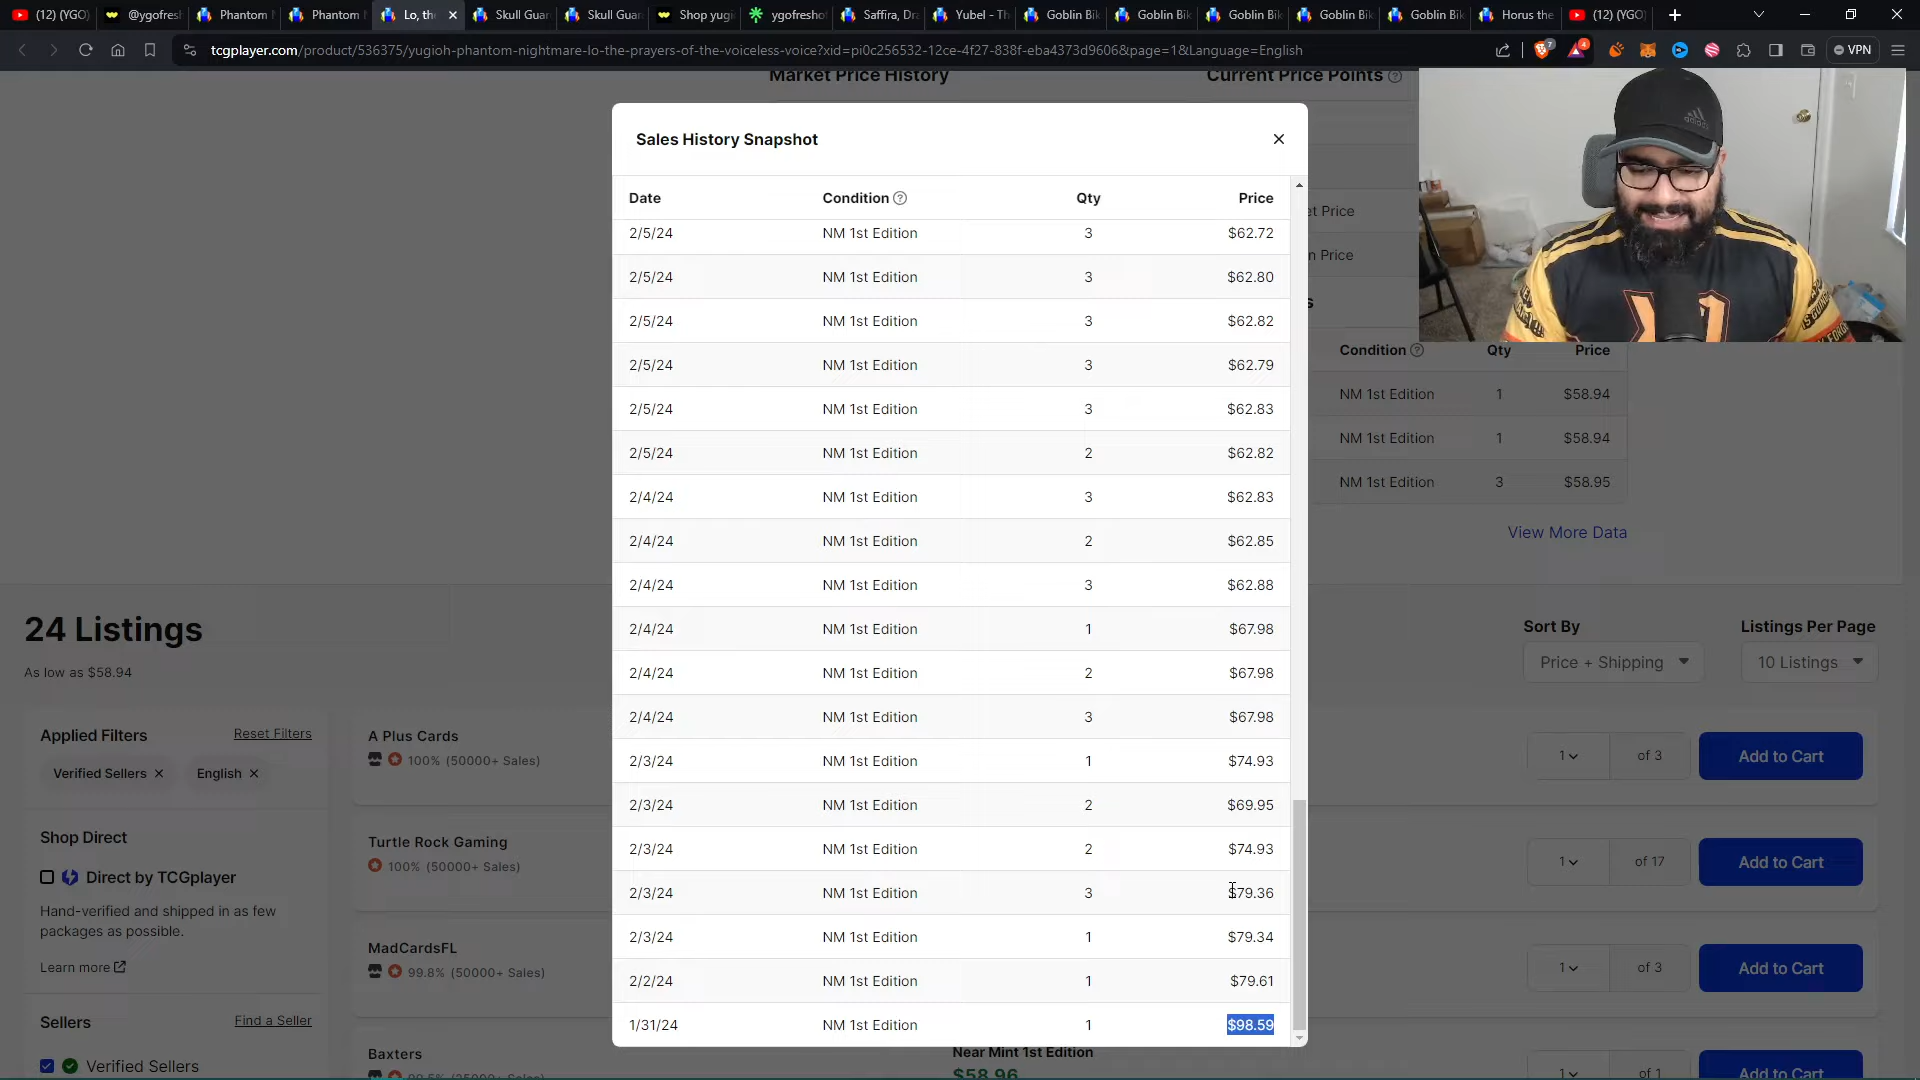 (12) (YGO) @ygofresh Phantom N Phantom N Lo, the Skull Guar Skull Guar Shop yugi ygofreshot Saffira, Dra Yubel - Th Goblin Bik Goblin Bik Goblin Bik Goblin Bik Goblin Bik Horus the (12) (YGO)
tcgplayer.com/product/536375/yugioh-phantom-nightmare-lo-the-prayers-of-the-voiceless-voice?xid=pi0c256532-12ce-4f27-838f-eba4373d9606&page=1&Language=English 7 4 VPN
Market Price History Current Price Points
Sales History Snapshot
Date Condition Qty Price
2/5/24 NM 1st Edition 3 $62.72
2/5/24 NM 1st Edition 3 $62.80
2/5/24 NM 1st Edition 3 $62.82
2/5/24 NM 1st Edition 3 $62.79
2/5/24 NM 1st Edition 3 $62.83
2/5/24 NM 1st Edition 2 $62.82
2/4/24 NM 1st Edition 3 $62.83
2/4/24 NM 1st Edition 2 $62.85
2/4/24 NM 1st Edition 3 $62.88
2/4/24 NM 1st Edition 1 $67.98
2/4/24 NM 1st Edition 2 $67.98
2/4/24 NM 1st Edition 3 $67.98
2/3/24 NM 1st Edition 1 $74.93
2/3/24 NM 1st Edition 2 $69.95
2/3/24 NM 1st Edition 2 $74.93
2/3/24 NM 1st Edition 3 $79.36
2/3/24 NM 1st Edition 1 $79.34
2/2/24 NM 1st Edition 1 $79.61
1/31/24 NM 1st Edition 1 $98.59
et Price
n Price
s
Condition Qty Price
NM 1st Edition 1 $58.94
NM 1st Edition 1 $58.94
NM 1st Edition 3 $58.95
View More Data
adidas
24 Listings
As low as $58.94
Sort By
Price + Shipping
Listings Per Page
10 Listings
Applied Filters Reset Filters
Verified Sellers English
Shop Direct
Direct by TCGplayer
Hand-verified and shipped in as few
packages as possible.
Learn more
Sellers Find a Seller
Verified Sellers
A Plus Cards
100% (50000+ Sales)
1 of 3 Add to Cart
Turtle Rock Gaming
100% (50000+ Sales)
1 of 17 Add to Cart
MadCardsFL
99.8% (50000+ Sales)
1 of 3 Add to Cart
Baxters
99.5% (25000+ Sales)
Near Mint 1st Edition
$58.96
1 of 1 Add to Cart